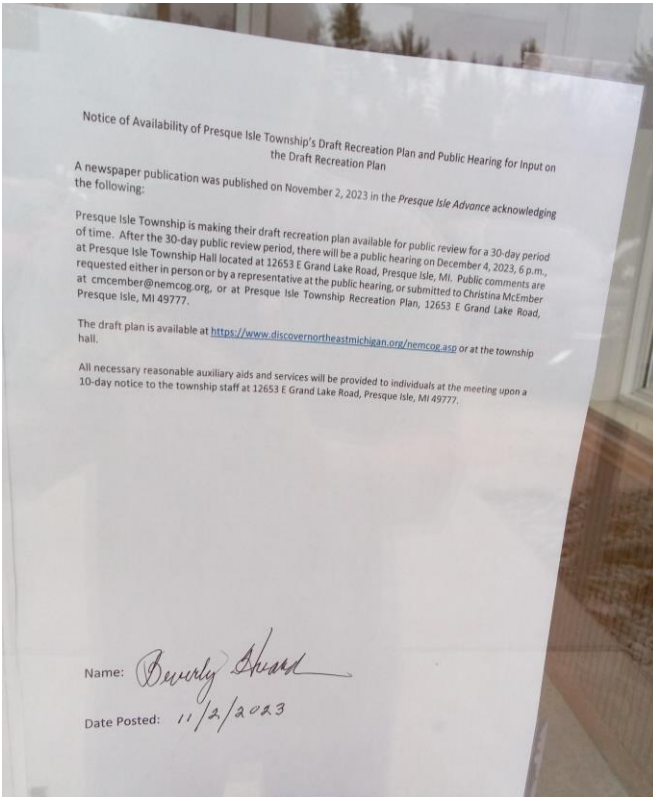 Notice of Availability of Presque Isle Township's Draft Recreation Plan and Public Hearing for Input on
the Draft Recreation Plan
A newspaper publication was published on November 2, 2023 in the Presque Isle Advance acknowledging
the following:
Presque Isle Township is making their draft recreation plan available for public review for a 30-day period
of time. After the 30-day public review period, there will be a public hearing on December 4, 2023, 6 p.m.,
at Presque Isle Township Hall located at 12653 E Grand Lake Road, Presque Isle, MI. Public comments are
requested either in person or by a representative at the public hearing, or submitted to Christina McEmber
at cmcember@nemcog.org, or at Presque Isle Township Recreation Plan, 12653 E Grand Lake Road,
Presque Isle, MI 49777.
The draft plan is available at https://www.discovernortheastmichigan.org/nemcog.asp or at the township
hall.
All necessary reasonable auxiliary aids and services will be provided to individuals at the meeting upon a
10-day notice to the township staff at 12653 E Grand Lake Road, Presque Isle, MI 49777.
Name: Beverly
Date Posted: 11/2/2023